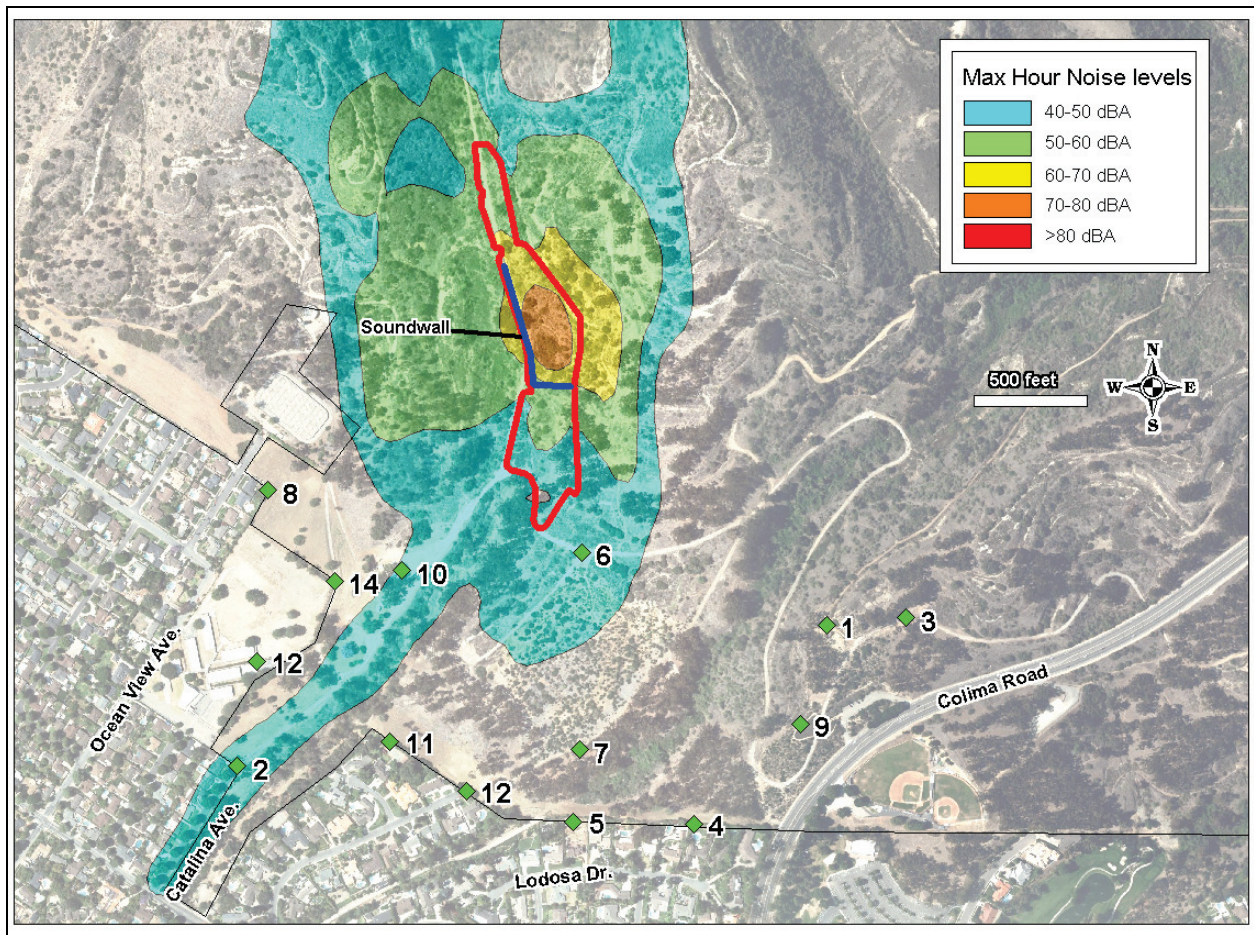 Max Hour Noise levels
40-50 dBA
50-60 dBA
60-70 dBA
70-80 dBA
>80 dBA
Soundwall
500 feet
N
W E
S
8
6
14
10
1
3
12
Ocean View Ave.
Colima Road
9
11
7
2
12
5
4
Catalina Ave.
Lodosa Dr.